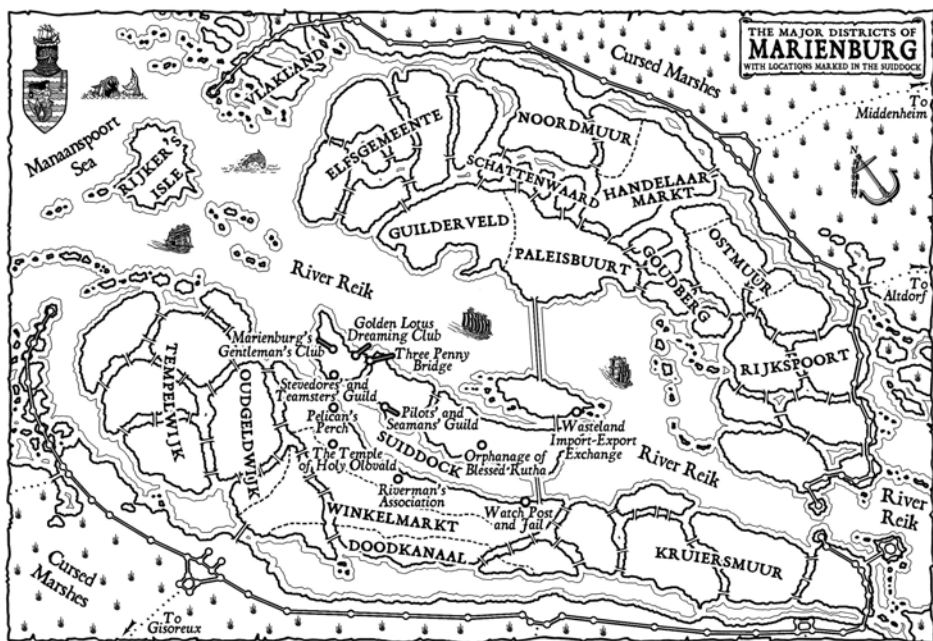 THE MAJOR DISTRICTS OF
MARIENBURG
WITH LOCATIONS MARKED IN THE SUIDDOCK
Cursed Marshes
To
Middenheim
N
VLAKLAND
Manaanspoort
Sea
RIJKER'S
ISLE
ELFSGEMEENTE
NOORDMUUR
SCHATTENWAARD
HANDELAAR
MARKT
GUILDERVELD
PALEISBUURT
GOUDBERG
OSTMUUR
To
Altdorf
River Reik
Marienburg's
Gentleman's Club
Golden Lotus
Dreaming Club
Three Penny
Bridge
RIJKSPOORT
TEMPELWIJK
OUDGELDWIJK
Stevedores' and
Teamsters' Guild
Pelican's
Perch
Pilots' and
Seamans' Guild
Wasteland
Import-Export
Exchange
SUIDDOCK
The Temple
of Holy Olovald
Orphanage of
Blessed Rutha
River Reik
Riverman's
Association
Watch Post
and Jail
River
Reik
WINKELMARKT
DOODKANAAL
KRUIERSMUUR
Cursed
Marshes
To
Gisoreux